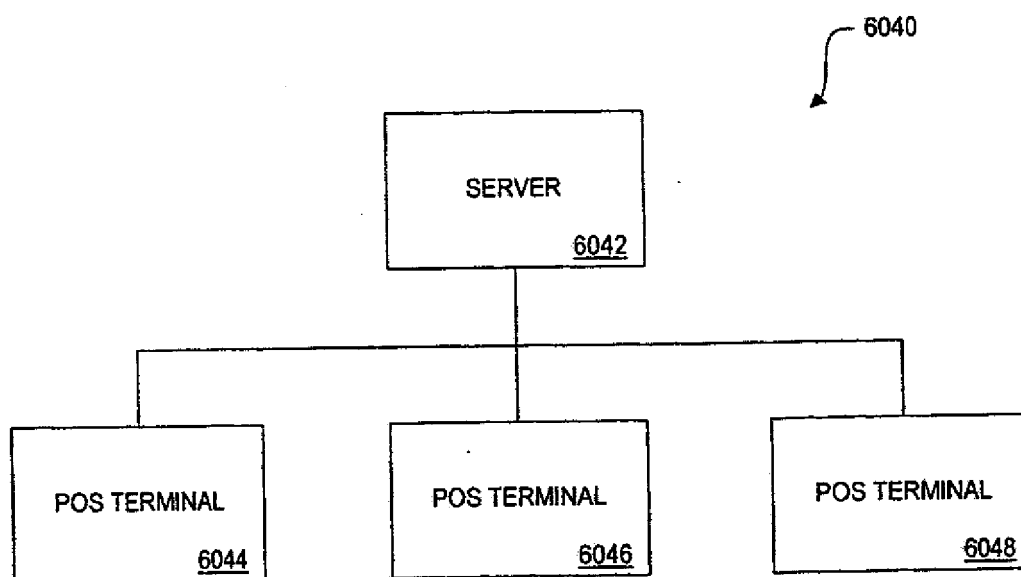 6040
SERVER
6042
POS TERMINAL
6044
POS TERMINAL
6046
POS TERMINAL
6048